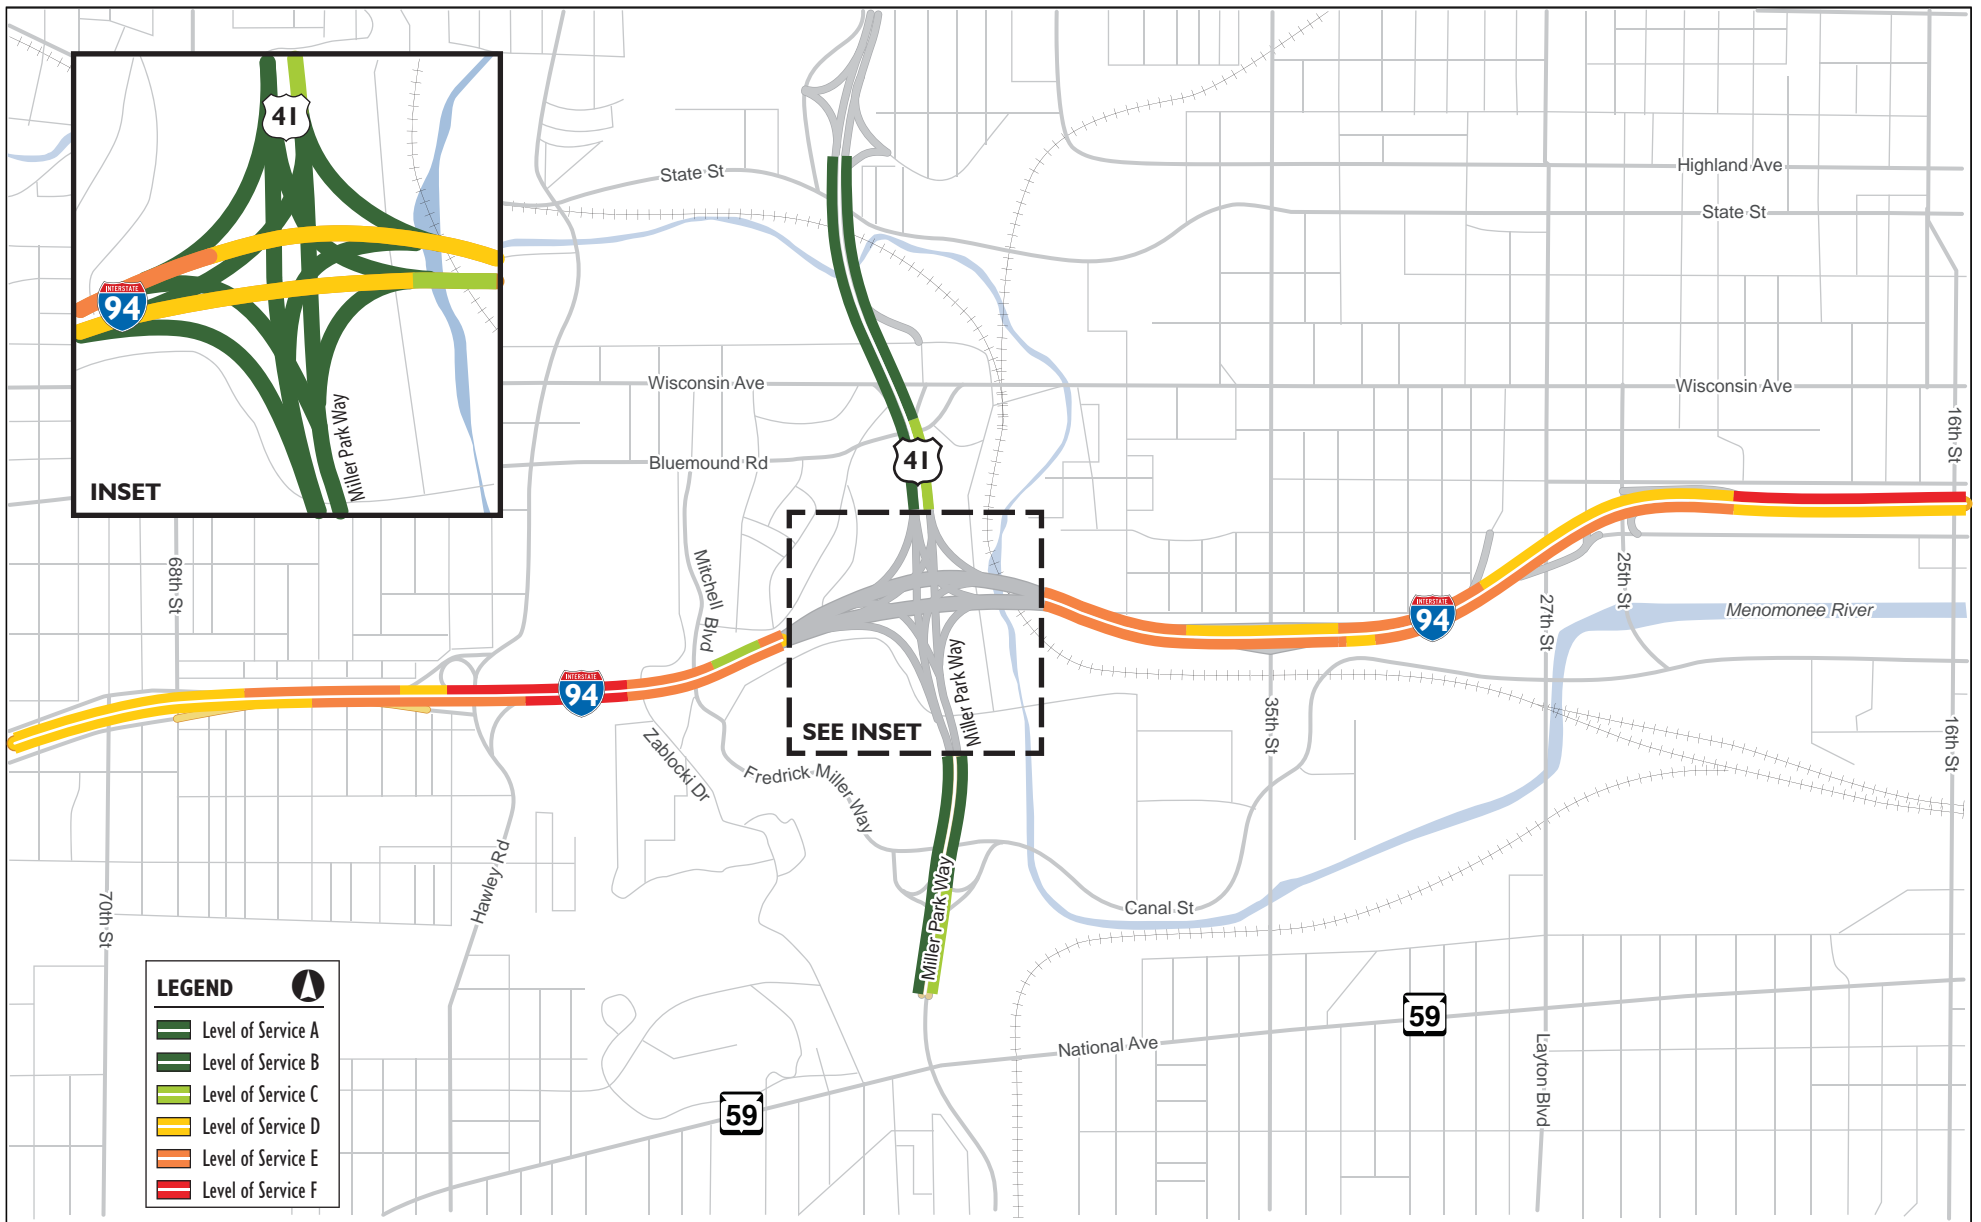 41
INTERSTATE
94
Miller Park Way
INSET
State St
Highland Ave
State St
Wisconsin Ave
Wisconsin Ave
16th St
Bluemound Rd
41
68th St
Mitchell Blvd
25th St
27th St
INTERSTATE
94
Menomonee River
INTERSTATE
94
Miller Park Way
SEE INSET
35th St
16th St
Zablocki Dr
Fredrick Miller Way
Hawley Rd
70th St
Miller Park Way
Canal St
LEGEND
Level of Service A
Level of Service B
Level of Service C
Level of Service D
Level of Service E
Level of Service F
59
National Ave
Layton Blvd
59